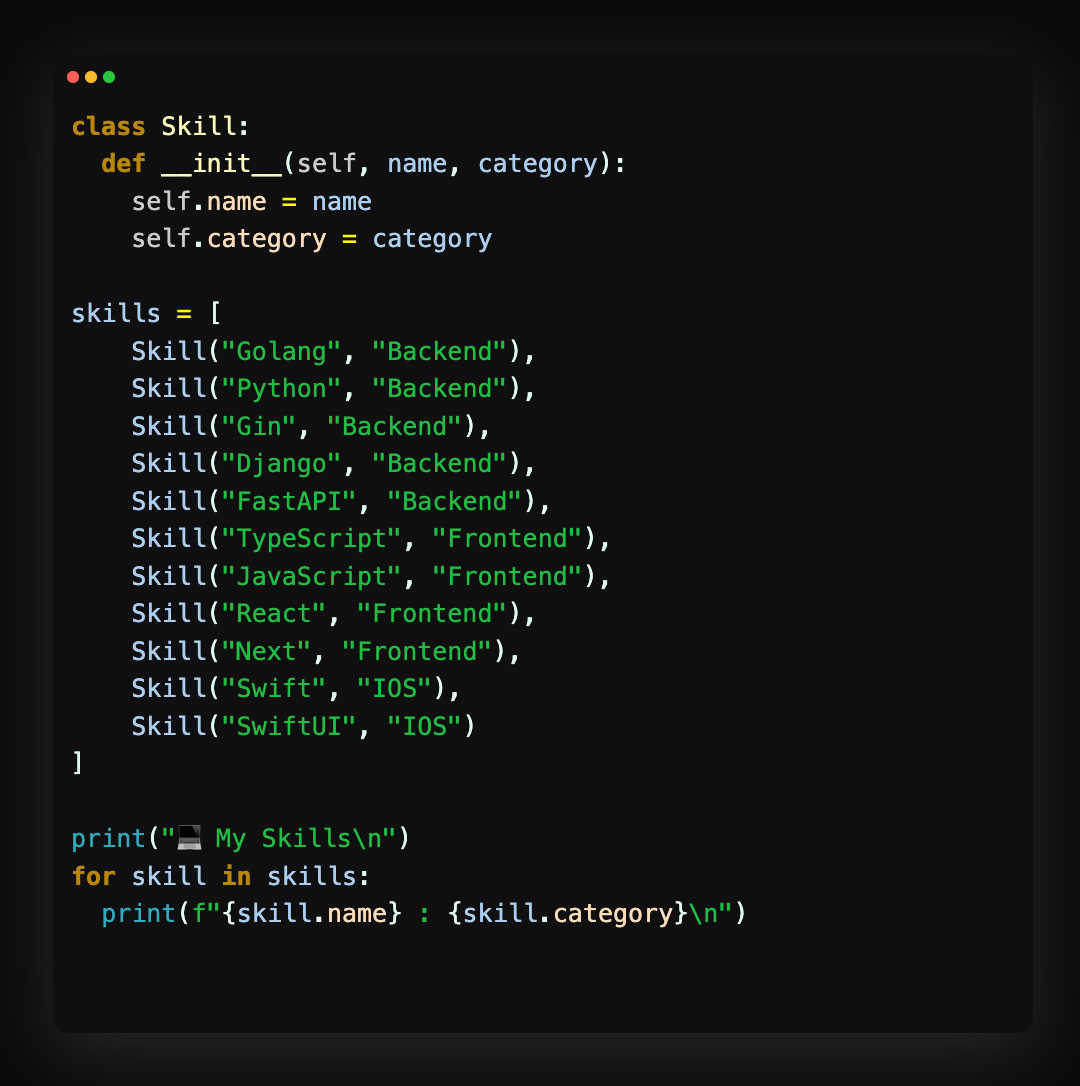 class Skill:
  def __init__(self, name, category):
    self.name = name
    self.category = category

skills = [
    Skill("Golang", "Backend"),
    Skill("Python", "Backend"),
    Skill("Gin", "Backend"),
    Skill("Django", "Backend"),
    Skill("FastAPI", "Backend"),
    Skill("TypeScript", "Frontend"),
    Skill("JavaScript", "Frontend"),
    Skill("React", "Frontend"),
    Skill("Next", "Frontend"),
    Skill("Swift", "IOS"),
    Skill("SwiftUI", "IOS")
]

print("💻 My Skills\n")
for skill in skills:
  print(f"{skill.name} : {skill.category}\n")